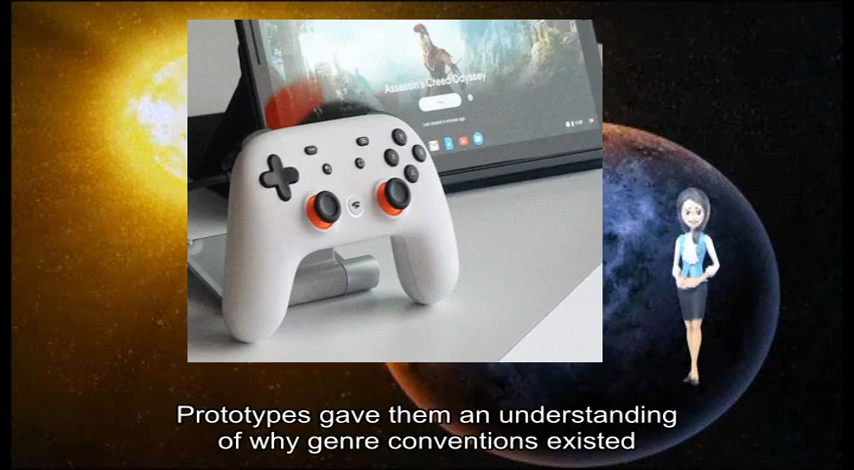 Assassin's Creed Odyssey
Prototypes gave them an understanding
of why genre conventions existed